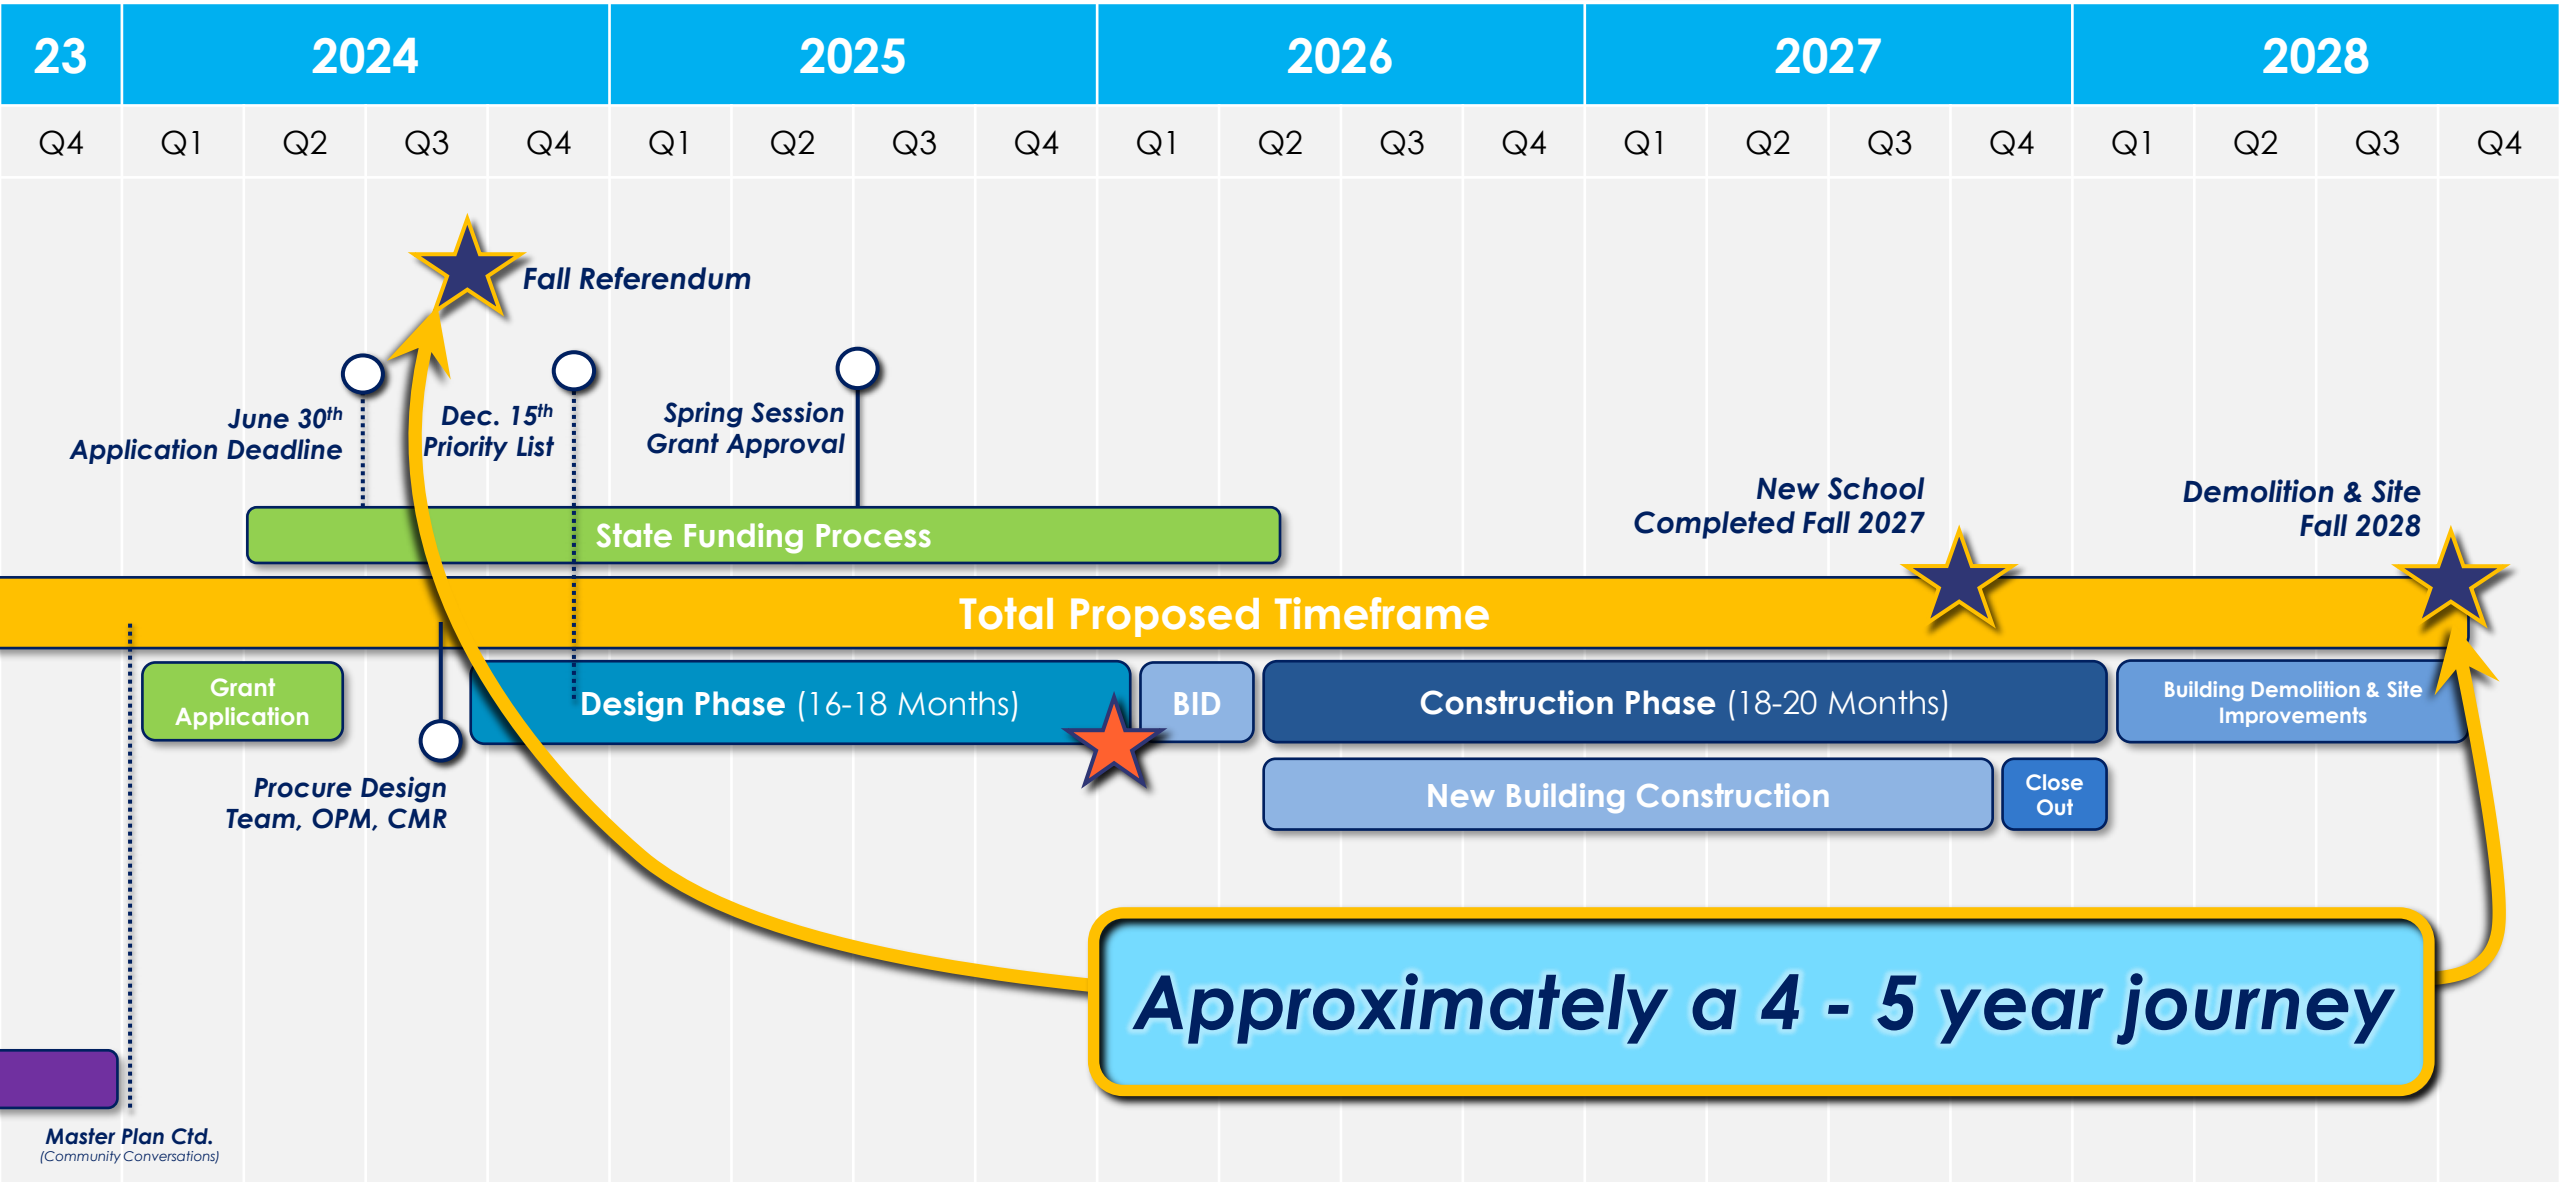 23 2024 2025 2026 2027 2028
Q4 Q1 Q2 Q3 Q4 Q1 Q2 Q3 Q4 Q1 Q2 Q3 Q4 Q1 Q2 Q3 Q4 Q1 Q2 Q3 Q4
Fall Referendum
June 30th
Application Deadline
Dec. 15th
Priority List
Spring Session
Grant Approval
New School
Completed Fall 2027
Demolition & Site
Fall 2028
State Funding Process
Total Proposed Timeframe
Grant
Application
Design Phase (16-18 Months)
BID
Construction Phase (18-20 Months)
Building Demolition & Site
Improvements
Procure Design
Team, OPM, CMR
New Building Construction
Close
Out
Approximately a 4 - 5 year journey
Master Plan Ctd.
(Community Conversations)